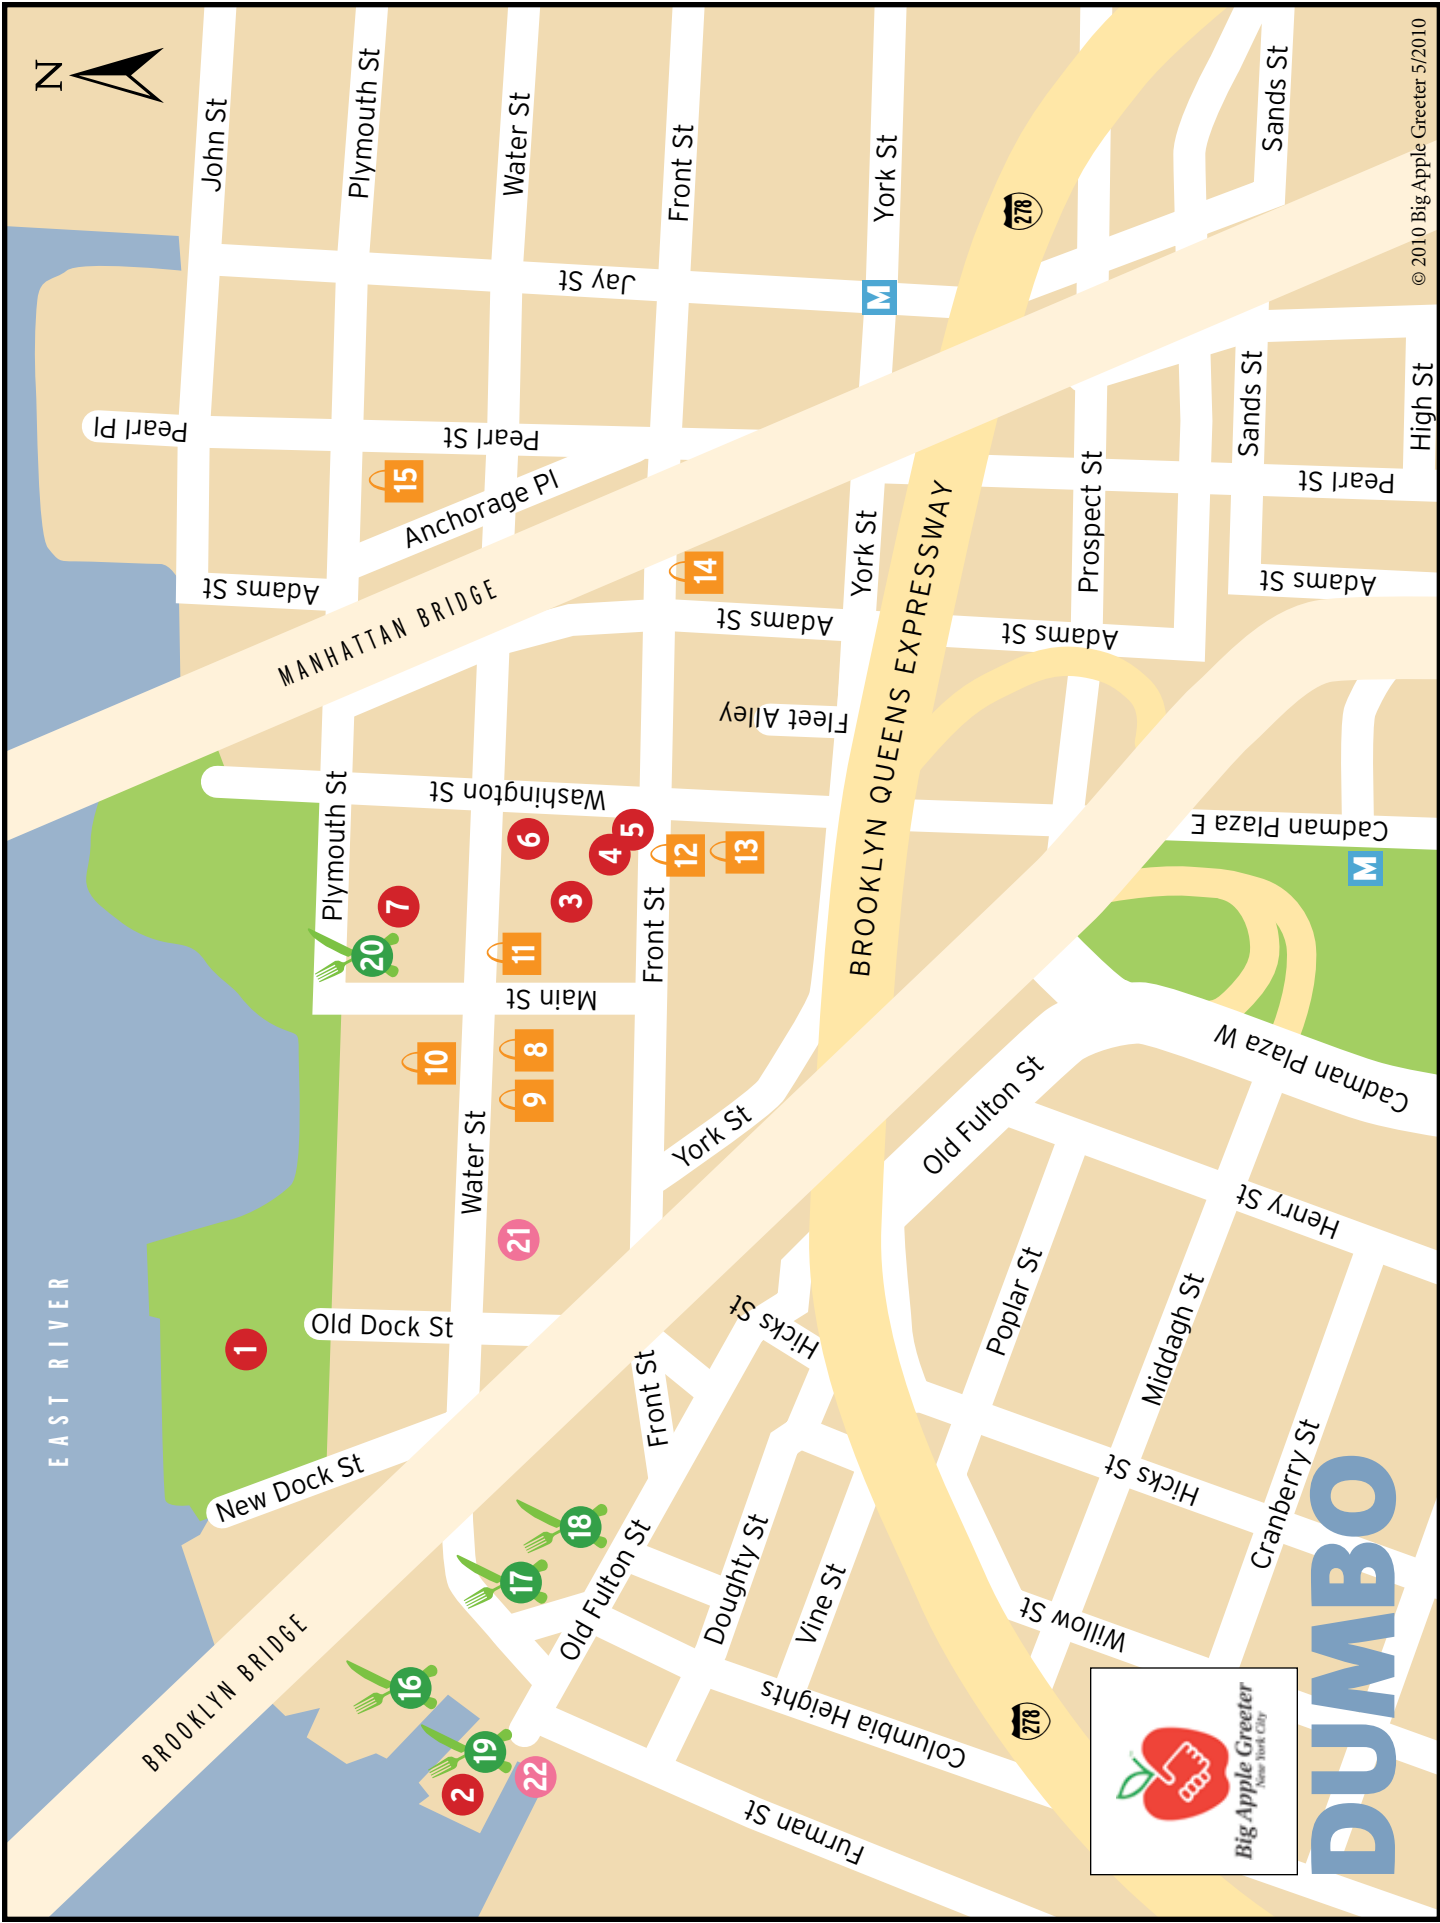 N
EAST RIVER
BROOKLYN BRIDGE
MANHATTAN BRIDGE
John St
Plymouth St
Water St
Front St
York St
Sands St
278
Jay St
M
Pearl Pl
Pearl St
15
Anchorage Pl
Adams St
14
York St
Prospect St
Sands St
High St
Pearl St
Adams St
Adams St
Adams St
Fleet Alley
BROOKLYN QUEENS EXPRESSWAY
Washington St
Plymouth St
Cadman Plaza E
M
7
20
6
5
4
3
12
13
11
Front St
Main St
10
8
9
Water St
21
York St
Old Fulton St
Cadman Plaza W
Henry St
1
Old Dock St
New Dock St
Front St
Hicks St
Poplar St
Middagh St
Hicks St
Cranberry St
18
17
Old Fulton St
Doughty St
Vine St
Willow St
16
19
2
22
Columbia Heights
Furman St
278
Big Apple Greeter
New York City
DUMBO
© 2010 Big Apple Greeter 5/2010